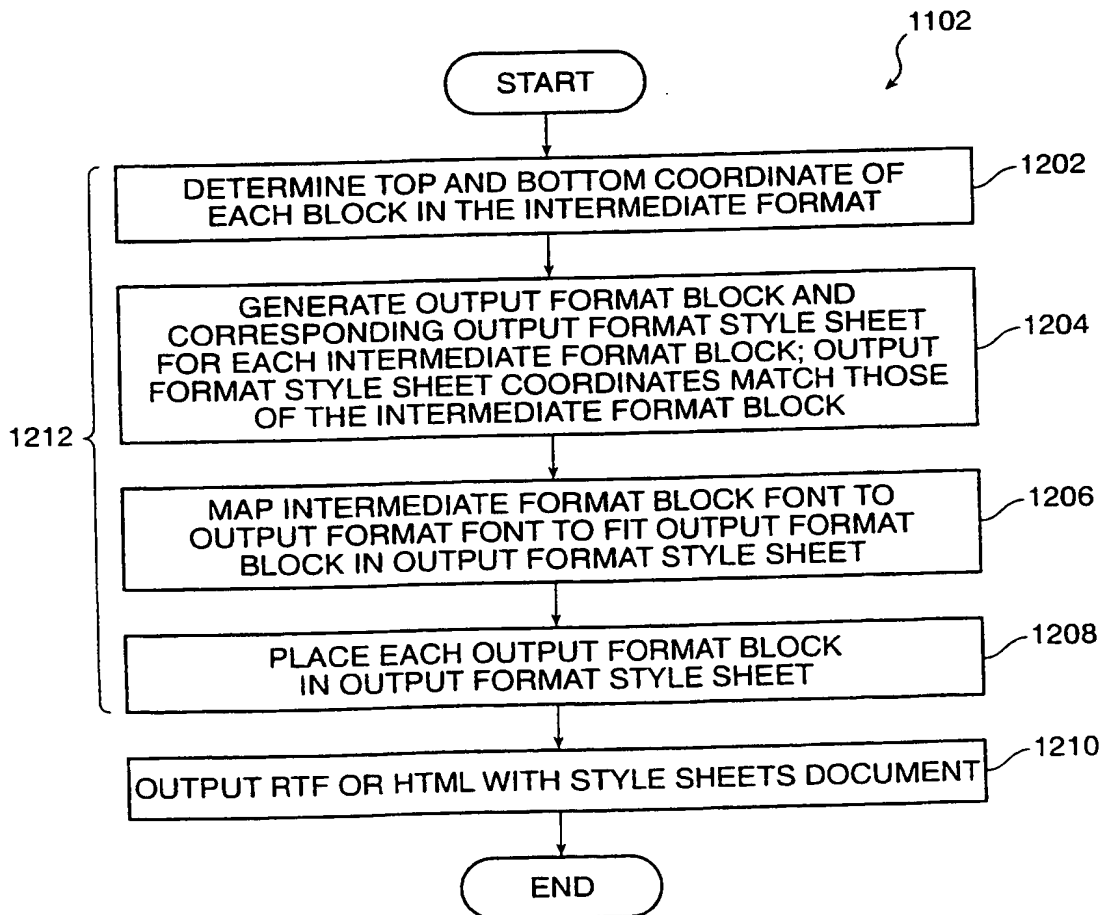 1102
START
DETERMINE TOP AND BOTTOM COORDINATE OF
EACH BLOCK IN THE INTERMEDIATE FORMAT
1202
GENERATE OUTPUT FORMAT BLOCK AND
CORRESPONDING OUTPUT FORMAT STYLE SHEET
FOR EACH INTERMEDIATE FORMAT BLOCK; OUTPUT
FORMAT STYLE SHEET COORDINATES MATCH THOSE
OF THE INTERMEDIATE FORMAT BLOCK
1204
1212
MAP INTERMEDIATE FORMAT BLOCK FONT TO
OUTPUT FORMAT FONT TO FIT OUTPUT FORMAT
BLOCK IN OUTPUT FORMAT STYLE SHEET
1206
PLACE EACH OUTPUT FORMAT BLOCK
IN OUTPUT FORMAT STYLE SHEET
1208
OUTPUT RTF OR HTML WITH STYLE SHEETS DOCUMENT
1210
END